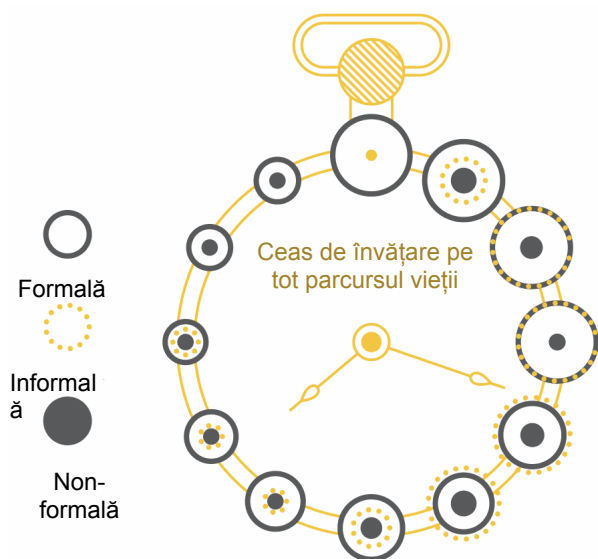 Ceas de învățare pe
tot parcursul vieții
Formală
Informal
ă
Non-
formală